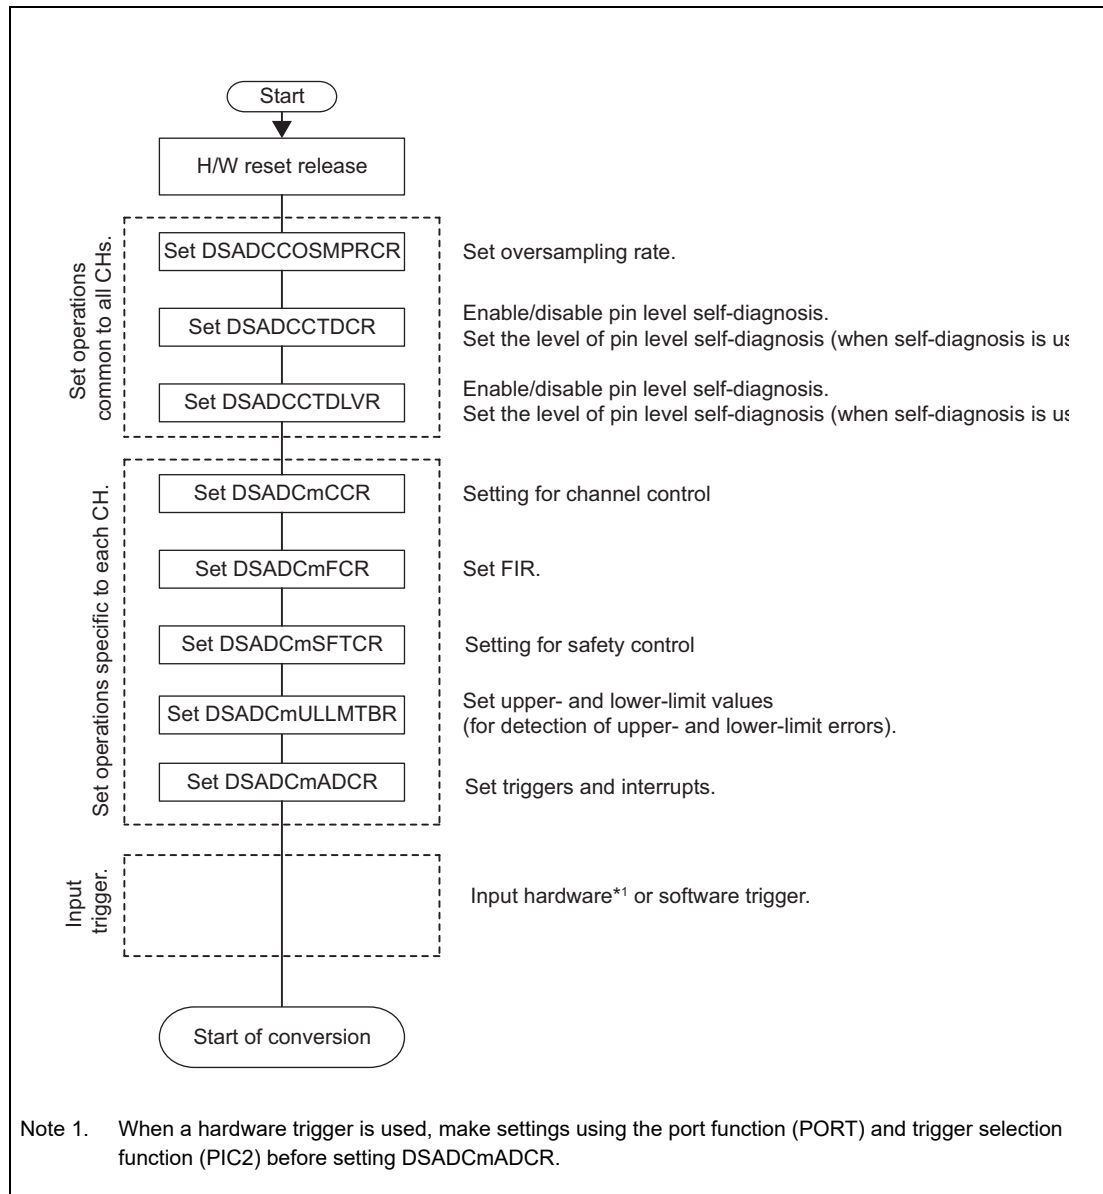 Start
H/W reset release
Set operations
common to all CHs.
Set DSADCCOSMPRCR
Set oversampling rate.
Set DSADCCTDCR
Enable/disable pin level self-diagnosis.
Set the level of pin level self-diagnosis (when self-diagnosis is
Set DSADCCTDLVR
Enable/disable pin level self-diagnosis.
Set the level of pin level self-diagnosis (when self-diagnosis is
Set operations specific to each CH.
Set DSADCmCCR
Setting for channel control
Set DSADCmFCR
Set FIR.
Set DSADCmSFTCR
Setting for safety control
Set DSADCmULLMTBR
Set upper- and lower-limit values
(for detection of upper- and lower-limit errors).
Set DSADCmADCR
Set triggers and interrupts.
Input
trigger.
Input hardware*1 or software trigger.
Start of conversion
Note 1. When a hardware trigger is used, make settings using the port function (PORT) and trigger selection
function (PIC2) before setting DSADCmADCR.